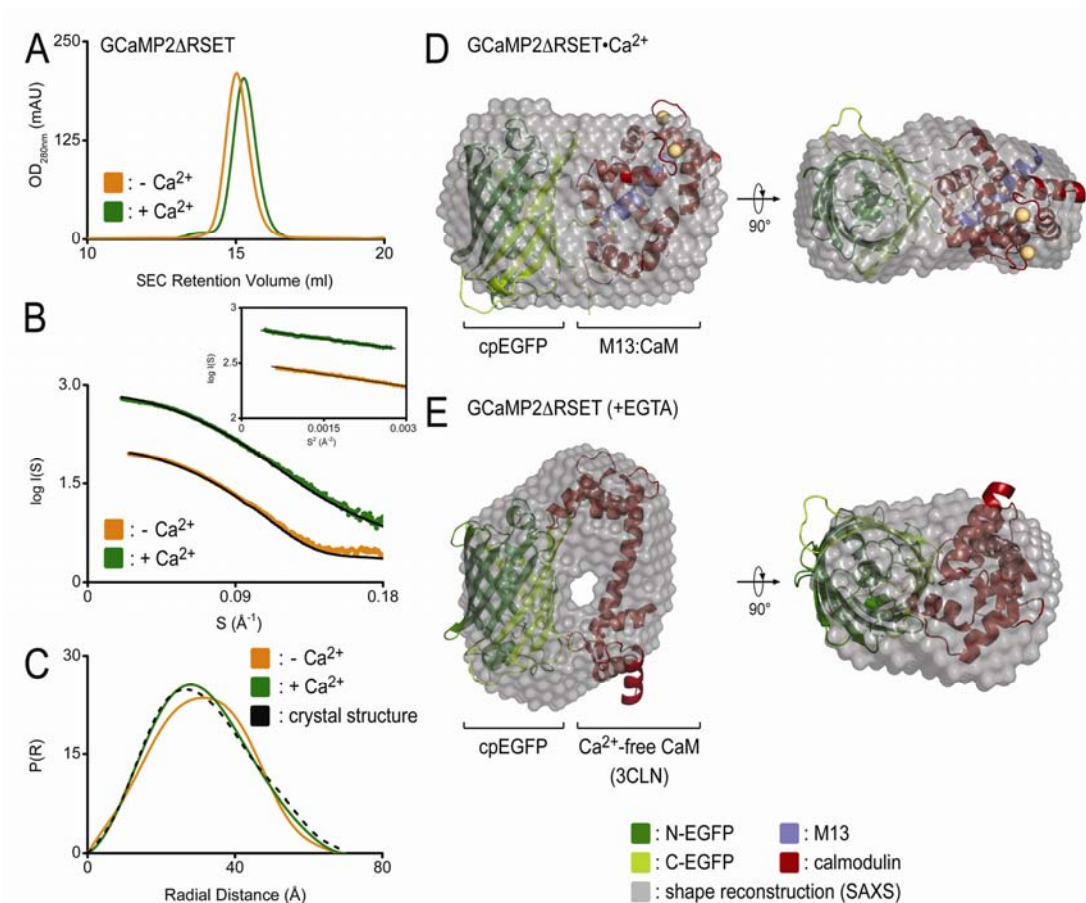 A
GCaMP2ΔRSET
250
125
0
OD280nm (mAU)
: - Ca2+
: + Ca2+
10
15
20
SEC Retention Volume (ml)
B
3.0
1.5
0
log I(S)
3
2.5
2
log I(S)
0.0015
0.003
S2 (Å-2)
: - Ca2+
: + Ca2+
0
0.09
0.18
S (Å-1)
C
30
15
0
P(R)
: - Ca2+
: + Ca2+
: crystal structure
0
40
80
Radial Distance (Å)
D
GCaMP2ΔRSET•Ca2+
90°
cpEGFP
M13:CaM
E
GCaMP2ΔRSET (+EGTA)
90°
cpEGFP
Ca2+-free CaM
(3CLN)
: N-EGFP
: M13
: C-EGFP
: calmodulin
: shape reconstruction (SAXS)